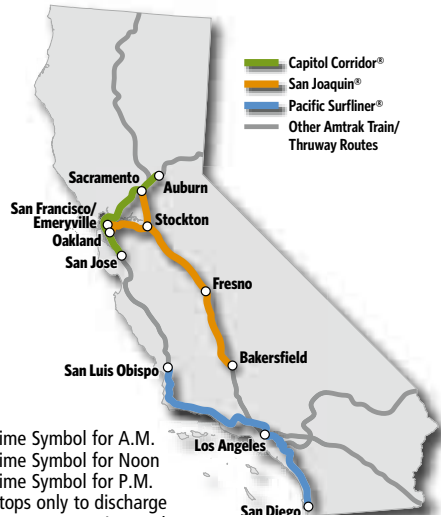 Capitol Corridor®
San Joaquin®
Pacific Surfliner®
Other Amtrak Train/
Thruway Routes
Sacramento
Auburn
San Francisco/
Emeryville
Oakland
Stockton
San Jose
Fresno
San Luis Obispo
Bakersfield
Los Angeles
San Diego
ime Symbol for A.M.
ime Symbol for Noon
ime Symbol for P.M.
tops only to discharge